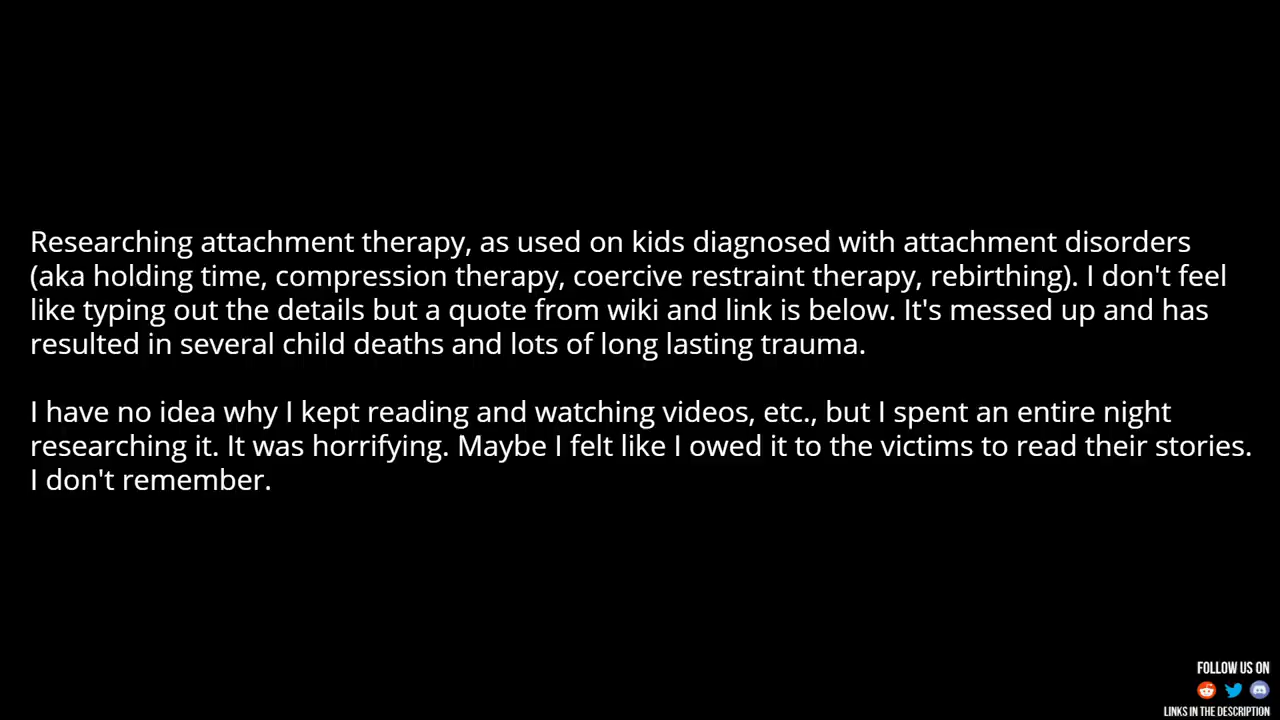 Researching attachment therapy, as used on kids diagnosed with attachment disorders
(aka holding time, compression therapy, coercive restraint therapy, rebirthing). I don't feel
like typing out the details but a quote from wiki and link is below. It's messed up and has
resulted in several child deaths and lots of long lasting trauma.
I have no idea why I kept reading and watching videos, etc., but I spent an entire night
researching it. It was horrifying. Maybe I felt like I owed it to the victims to read their stories.
I don't remember.
FOLLOW US ON
LINKS IN THE DESCRIPTION